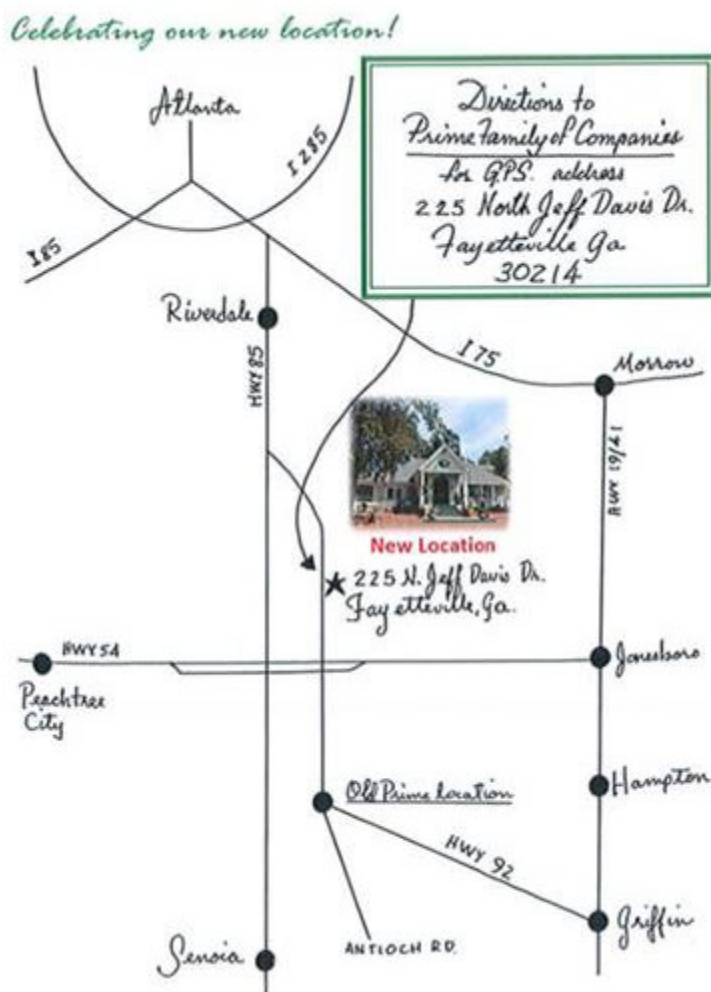 Celebrating our new location!
Directions to
Prime Family of Companies
for GPS. address
225 North Jeff Davis Dr.
Fayetteville Ga
30214
Atlanta
I 285
I 85
Riverdale
HWY 85
I 75
Morrow
HWY 19/41
New Location
225 N. Jeff Davis Dr.
Fayetteville, Ga.
HWY 54
Peachtree
City
Jonesboro
Old Prime location
Hampton
HWY 92
Griffin
ANTIOCH RD.
Senoia